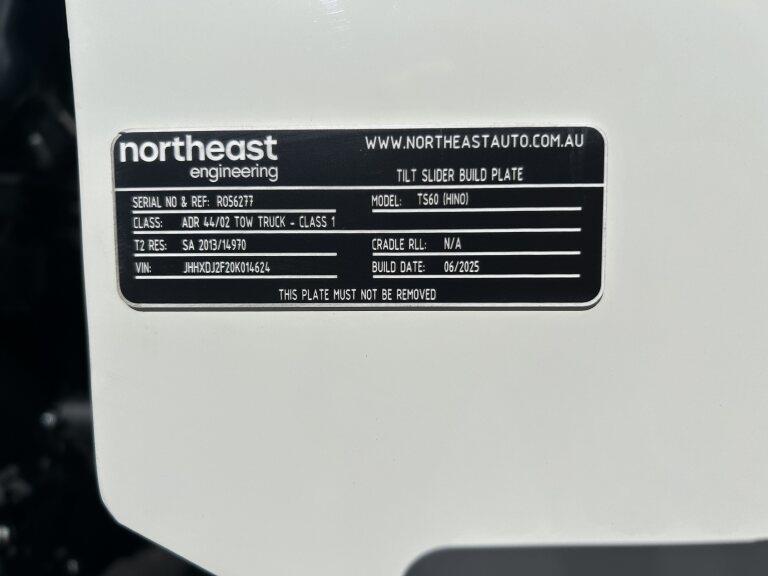 northeast
engineering
WWW.NORTHEASTAUTO.COM.AU
TILT SLIDER BUILD PLATE
SERIAL NO & REF: RO56277
MODEL: TS60 (HINO)
CLASS: ADR 44/02 TOW TRUCK - CLASS 1
T2 RES: SA 2013/14970
CRADLE RLL: N/A
VIN: JHHXDJ2F20K014624
BUILD DATE: 06/2025
THIS PLATE MUST NOT BE REMOVED